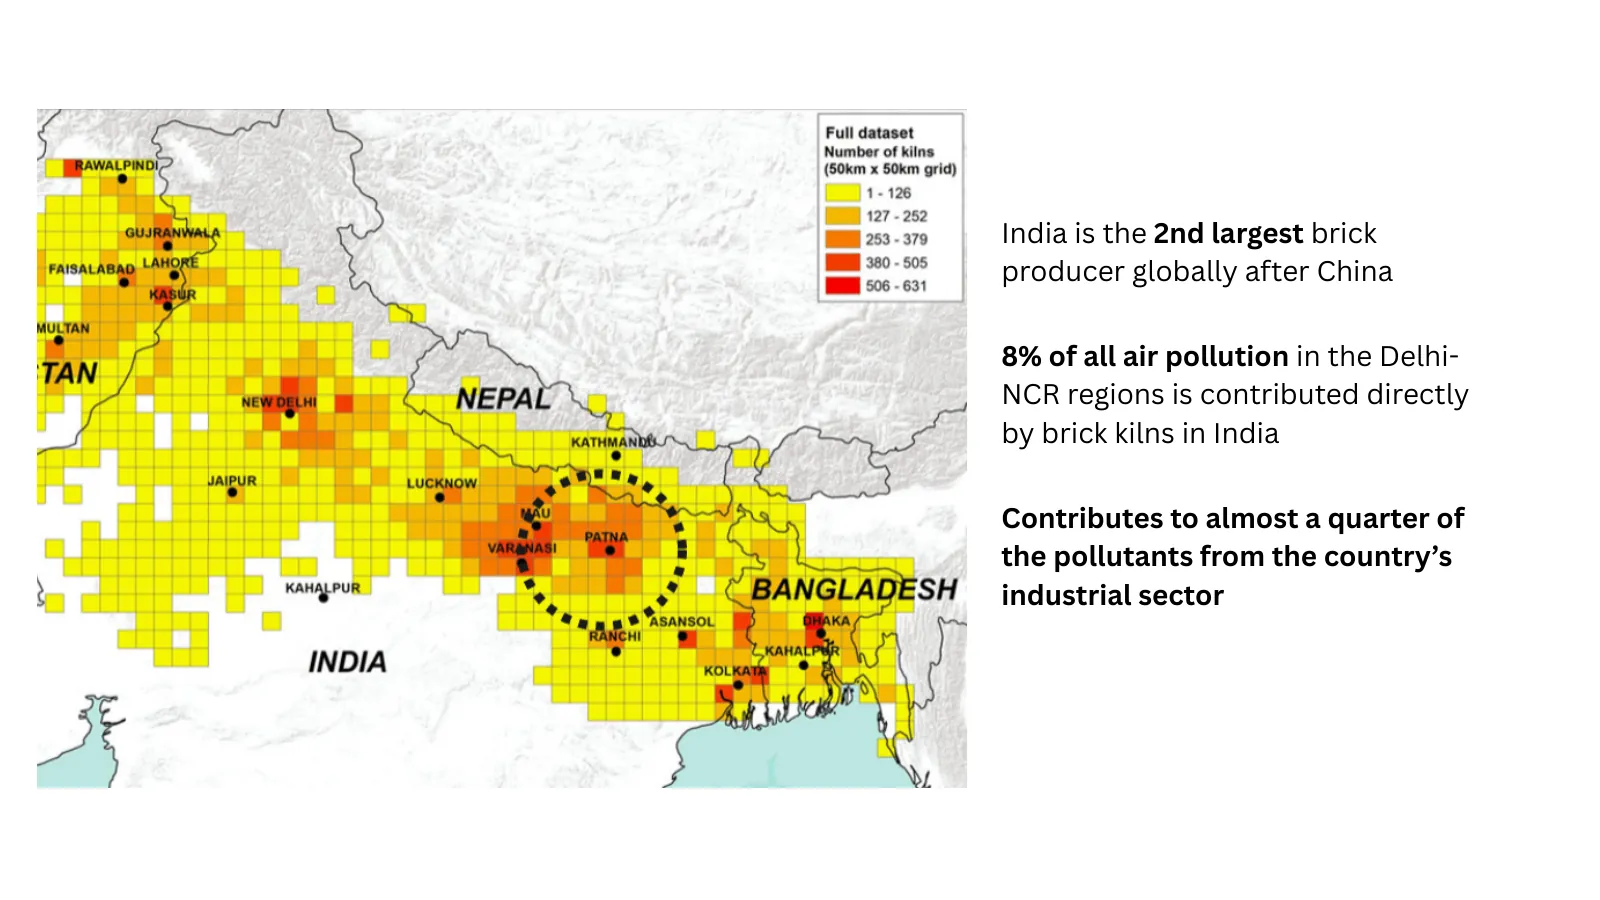 Full dataset
Number of kilns
(50km x 50km grid)
1 - 126
127 - 252
253 - 379
380 - 505
506 - 631
RAWALPINDI
GUJRANWALA
FAISALABAD
LAHORE
KASUR
MULTAN
TAN
NEW DELHI
NEPAL
KATHMANDU
JAIPUR
LUCKNOW
MAU
VARANASI
PATNA
KAHALPUR
BANGLADESH
ASANSOL
DHAKA
RANCHI
KAHALPUR
INDIA
KOLKATA
India is the 2nd largest brick
producer globally after China
8% of all air pollution in the Delhi-
NCR regions is contributed directly
by brick kilns in India
Contributes to almost a quarter of
the pollutants from the country’s
industrial sector